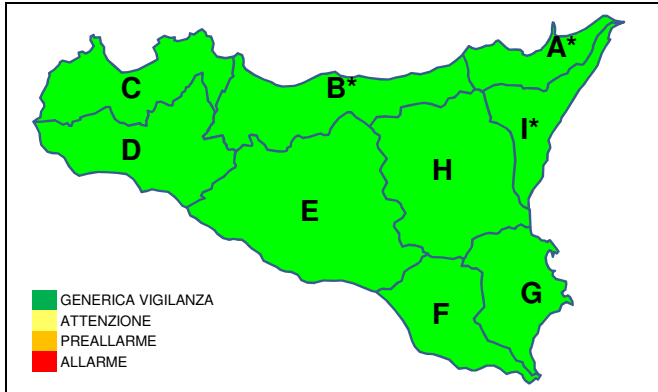 A*
C
B*
I*
D
H
E
G
F
GENERICA VIGILANZA
ATTENZIONE
PREALLARME
ALLARME